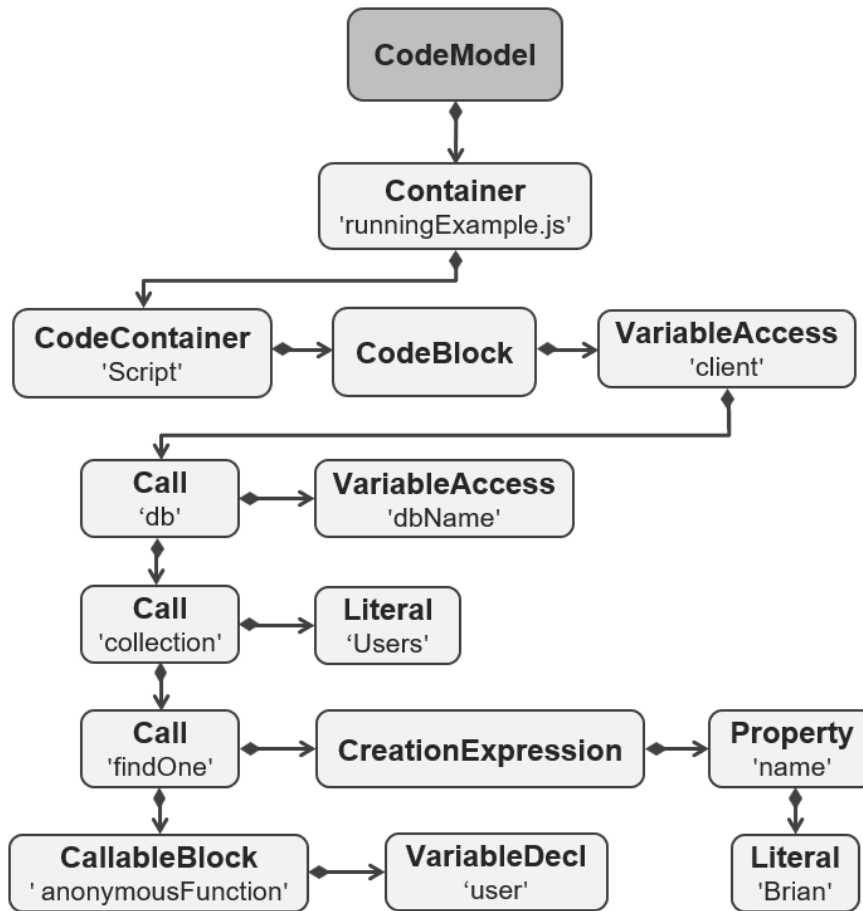 CodeModel
Container
'runningExample.js'
CodeContainer
'Script'
CodeBlock
VariableAccess
'client'
Call
‘db’
VariableAccess
'dbName'
Call
'collection'
Literal
‘Users'
Call
'findOne'
CreationExpression
Property
'name'
CallableBlock
' anonymousFunction'
VariableDecl
‘user'
Literal
'Brian'